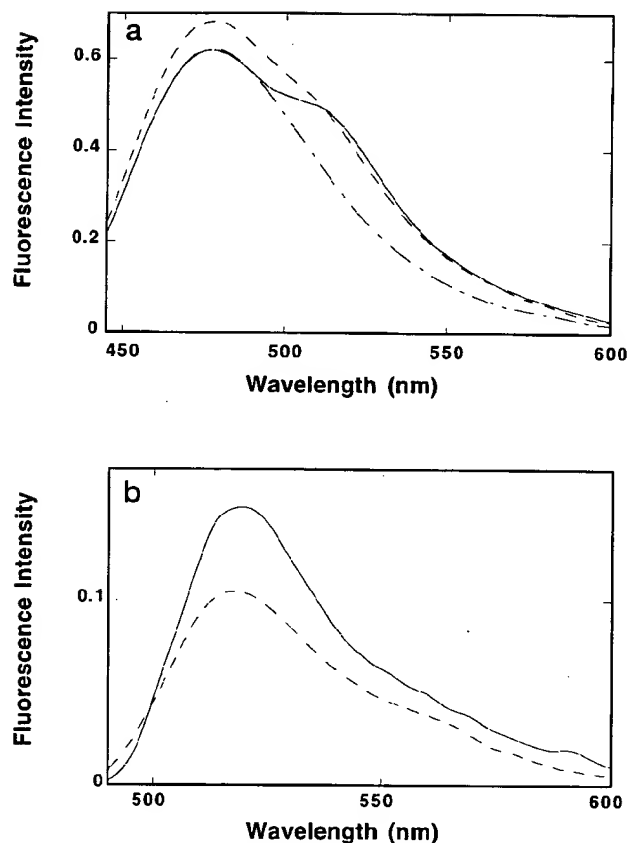 a
0.6
0.4
0.2
0
Fluorescence Intensity
450 500 550 600
Wavelength (nm)
b
0.1
0
Fluorescence Intensity
500 550 600
Wavelength (nm)